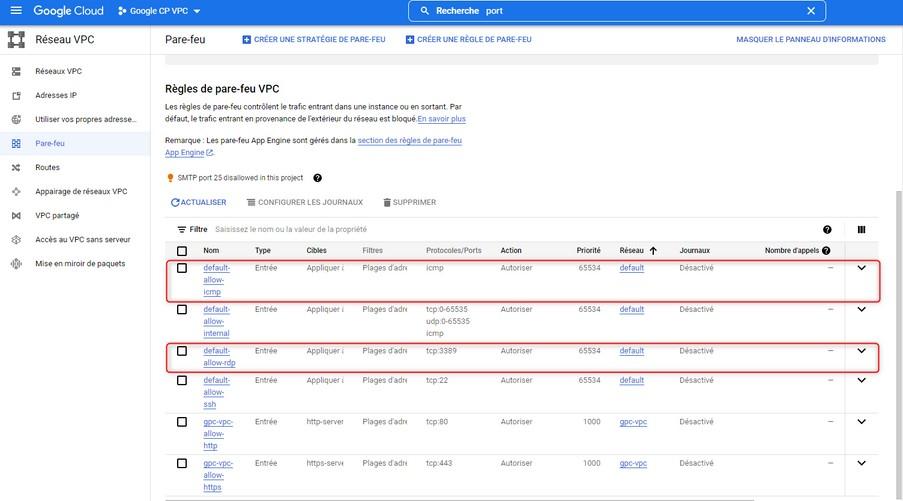 Google Cloud
Google CP VPC
Recherche port
Réseau VPC
Pare-feu
CRÉER UNE STRATÉGIE DE PARE-FEU
CRÉER UNE RÈGLE DE PARE-FEU
MASQUER LE PANNEAU D'INFORMATIONS
Réseaux VPC
Adresses IP
Utiliser vos propres adresse...
Pare-feu
Routes
Appairage de réseaux VPC
VPC partagé
Accès au VPC sans serveur
Mise en miroir de paquets
Règles de pare-feu VPC
Les règles de pare-feu contrôlent le trafic entrant dans une instance ou en sortant. Par
défaut, le trafic entrant en provenance de l'extérieur du réseau est bloqué.En savoir plus
Remarque : Les pare-feu App Engine sont gérés dans la section des règles de pare-feu
App Engine.
SMTP port 25 disallowed in this project
ACTUALISER CONFIGURER LES JOURNAUX SUPPRIMER
Filtre Saisissez le nom ou la valeur de la propriété
Nom Type Cibles Filtres Protocoles/Ports Action Priorité Réseau Journaux Nombre d'appels
default- Entrée Appliquer à Plages d'adre icmp Autoriser 65534 default Désactivé –
allow-
icmp
default- Entrée Appliquer à Plages d'adre tcp:0-65535 Autoriser 65534 default Désactivé –
allow- udp:0-65535
internal icmp
default- Entrée Appliquer à Plages d'adre tcp:3389 Autoriser 65534 default Désactivé –
allow-rdp
default- Entrée Appliquer à Plages d'adre tcp:22 Autoriser 65534 default Désactivé –
allow-
ssh
gpc-vpc- Entrée http-serve Plages d'adre tcp:80 Autoriser 1000 gpc-vpc Désactivé –
allow-
http
gpc-vpc- Entrée https-serve Plages d'adre tcp:443 Autoriser 1000 gpc-vpc Désactivé –
allow-
https